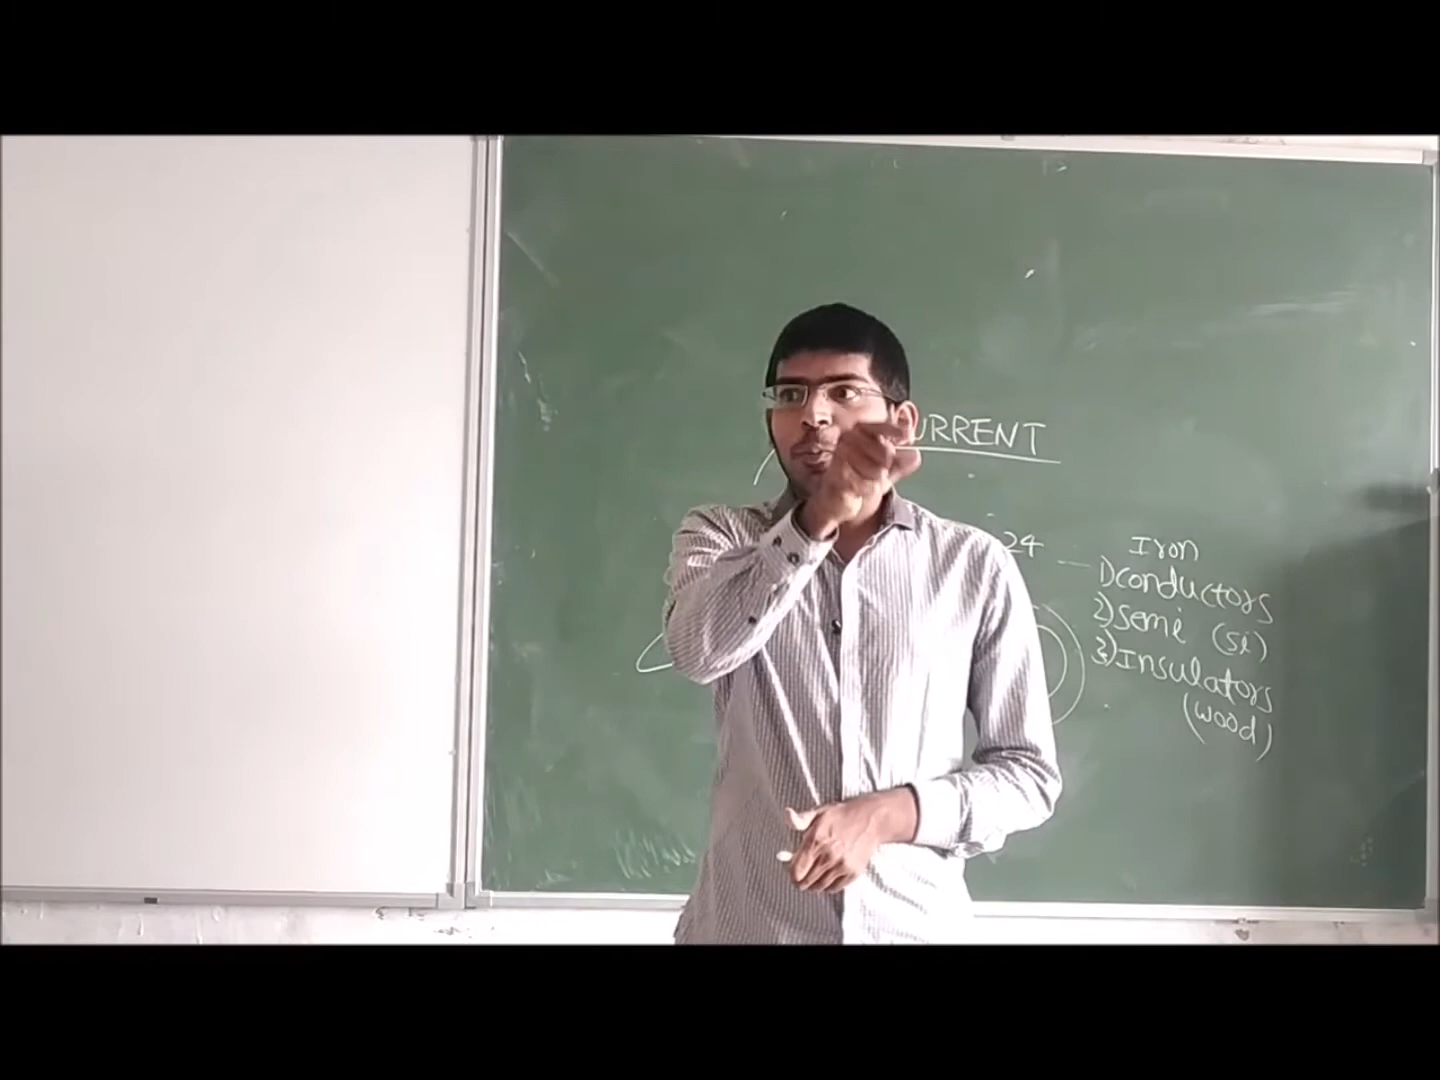 URRENT
24
Iron
1)conductors
2)semi (si)
3)Insulators
(wood)